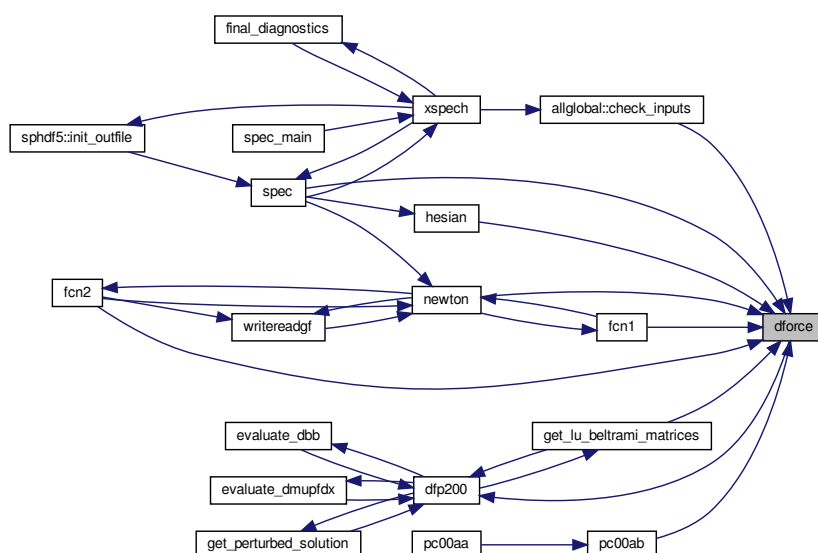 final_diagnostics
xspech
allglobal::check_inputs
sphdf5::init_outfile
spec_main
spec
hesian
fcn2
newton
writereadgf
fcn1
dforce
evaluate_dbb
get_lu_beltrami_matrices
evaluate_dmupfdx
dfp200
get_perturbed_solution
pc00aa
pc00ab